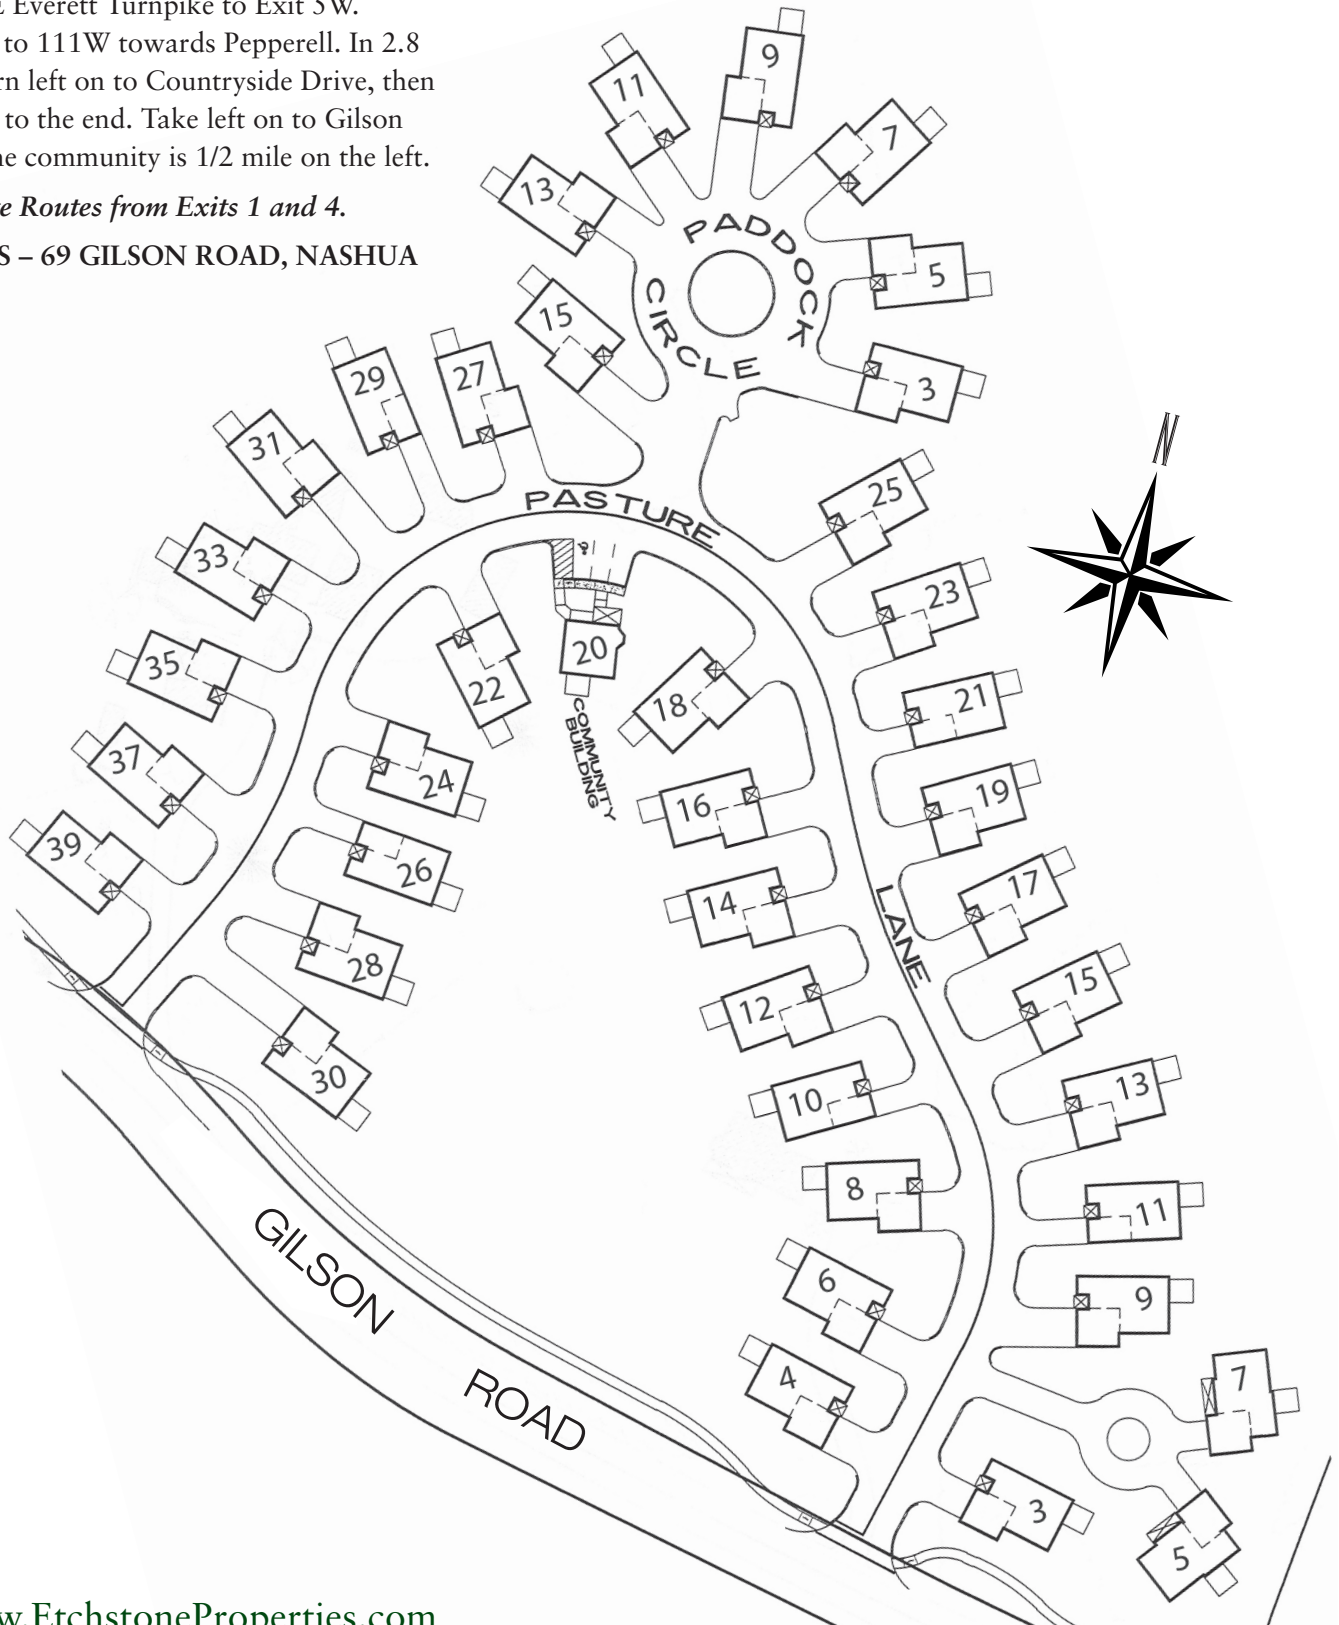 Everett Turnpike to Exit 5W.
to 111W towards Pepperell. In 2.8
rn left on to Countryside Drive, then
to the end. Take left on to Gilson
he community is 1/2 mile on the left.
e Routes from Exits 1 and 4.
S – 69 GILSON ROAD, NASHUA
9
11
7
13
PADDOCK
CIRCLE
5
15
3
29
27
31
N
25
PASTURE
33
23
20
35
22
18
21
COMMUNITY
BUILDING
37
24
16
19
39
26
17
14
LANE
28
15
12
30
13
10
8
11
GILSON
6
9
4
7
ROAD
3
5
w.EtchstoneProperties.com